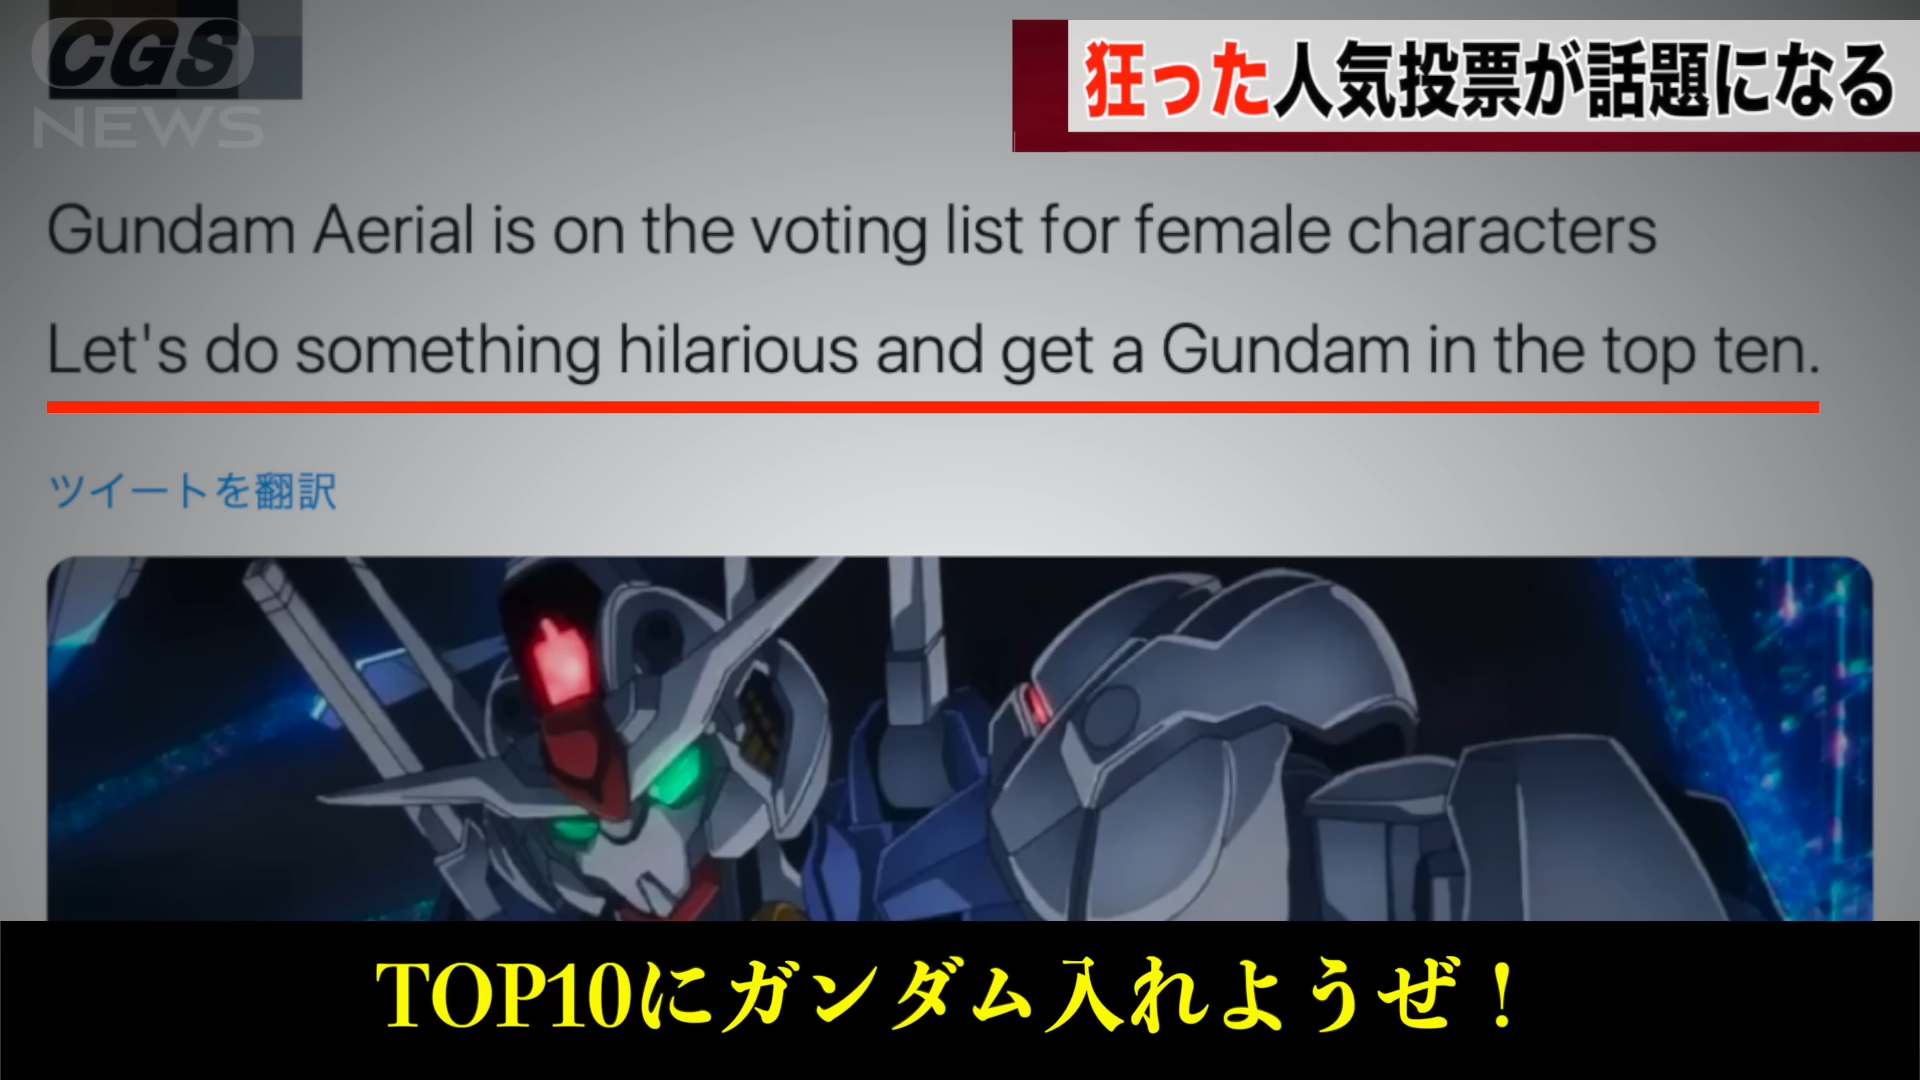 CGS
NEWS
狂った人気投票が話題になる
Gundam Aerial is on the voting list for female characters
Let's do something hilarious and get a Gundam in the top ten.
ツイートを翻訳
TOP10にガンダム入れようぜ！